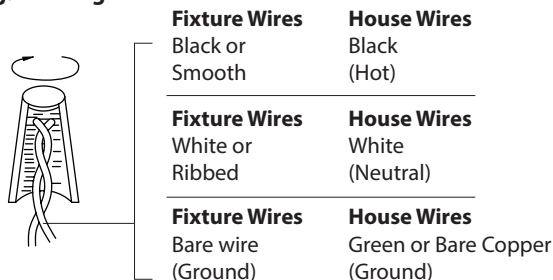 Fixture Wires House Wires
Black or Black
Smooth (Hot)
Fixture Wires House Wires
White or White
Ribbed (Neutral)
Fixture Wires House Wires
Bare wire Green or Bare Copper
(Ground) (Ground)